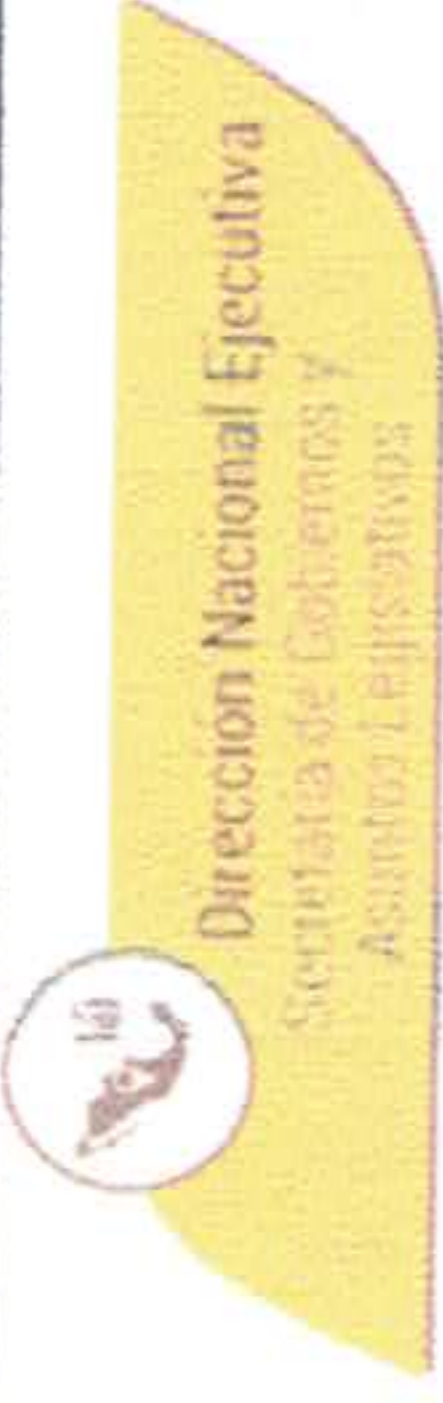 Dirección Nacional Ejecutiva
Secretaría de Gobiernos y
Asuntos Legislativos